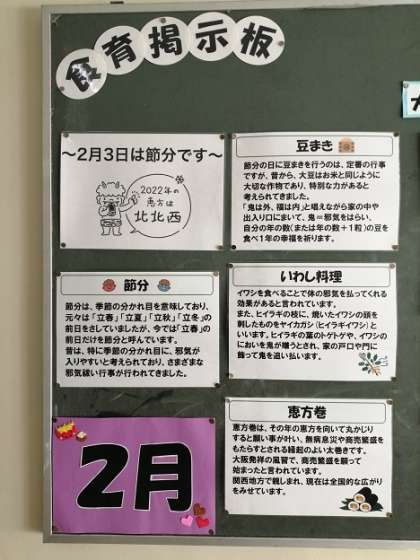 食育掲示板
～2月3日は節分です～
2022年の
恵方は
北北西
節分
節分は、季節の分かれ目を意味しており、
元々は「立春」「立夏」「立秋」「立冬」の
前日をさしていましたが、今では「立春」の
前日だけを節分と呼んでいます。
昔は、特に季節の分かれ目に、邪気が
入りやすいと考えられており、さまざまな
邪気祓い行事が行われてきました。
2月
豆まき
節分の日に豆まきを行うのは、定番の行事
ですが、昔から、大豆はお米と同じように
大切な作物であり、特別な力があると
考えられてきました。
「鬼は外、福は内」と唱えながら家の中や
出入り口にまいて、鬼=邪気をはらい、
自分の年の数(または年の数+1粒)の豆を
食べ1年の幸福を祈ります。
いわし料理
イワシを食べることで体の邪気を払ってくれる
効果があると言われています。
また、ヒイラギの枝に、焼いたイワシの頭を
刺したものをヤイカガシ(ヒイラギイワシ)と
いいます。ヒイラギの葉のトゲトゲや、イワシの
においを鬼が嫌うとされ、家の戸口や門に
飾って鬼を追い払います。
恵方巻
恵方巻は、その年の恵方を向いて丸かじり
すると願い事が叶い、無病息災や商売繁盛を
もたらすとされる縁起のよい太巻きです。
大阪発祥の風習で、商売繁盛を願って
始まったと言われています。
関西地方で親しまれ、現在は全国的な広がり
をみせています。